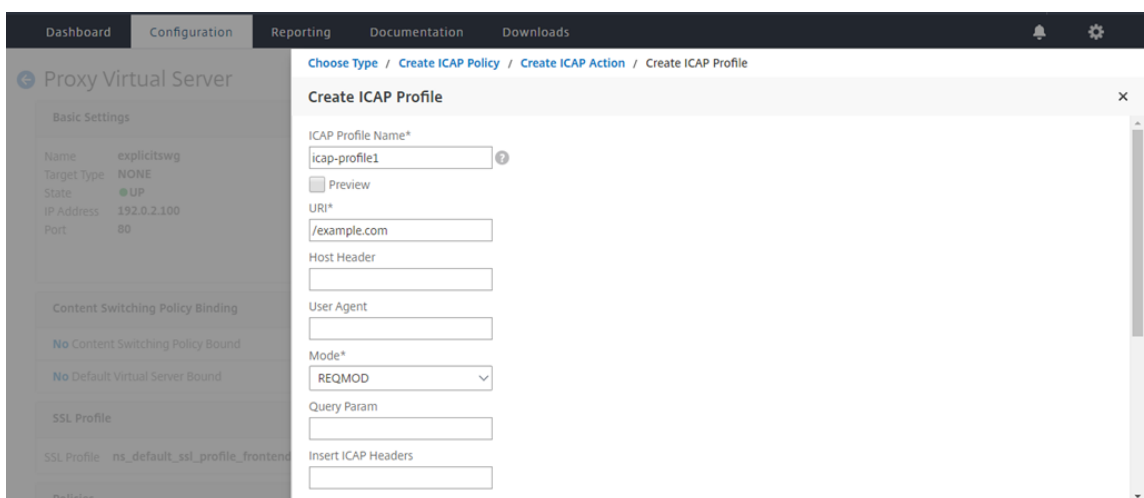 Dashboard Configuration Reporting Documentation Downloads
Proxy Virtual Server
Basic Settings
Name explicitswg
Target Type NONE
State UP
IP Address 192.0.2.100
Port 80
Content Switching Policy Binding
No Content Switching Policy Bound
No Default Virtual Server Bound
SSL Profile
SSL Profile ns_default_ssl_profile_frontend
Policies
Choose Type / Create ICAP Policy / Create ICAP Action / Create ICAP Profile
Create ICAP Profile ×
ICAP Profile Name*
icap-profile1 ?
Preview
URI*
/example.com
Host Header
User Agent
Mode*
REQMOD
Query Param
Insert ICAP Headers